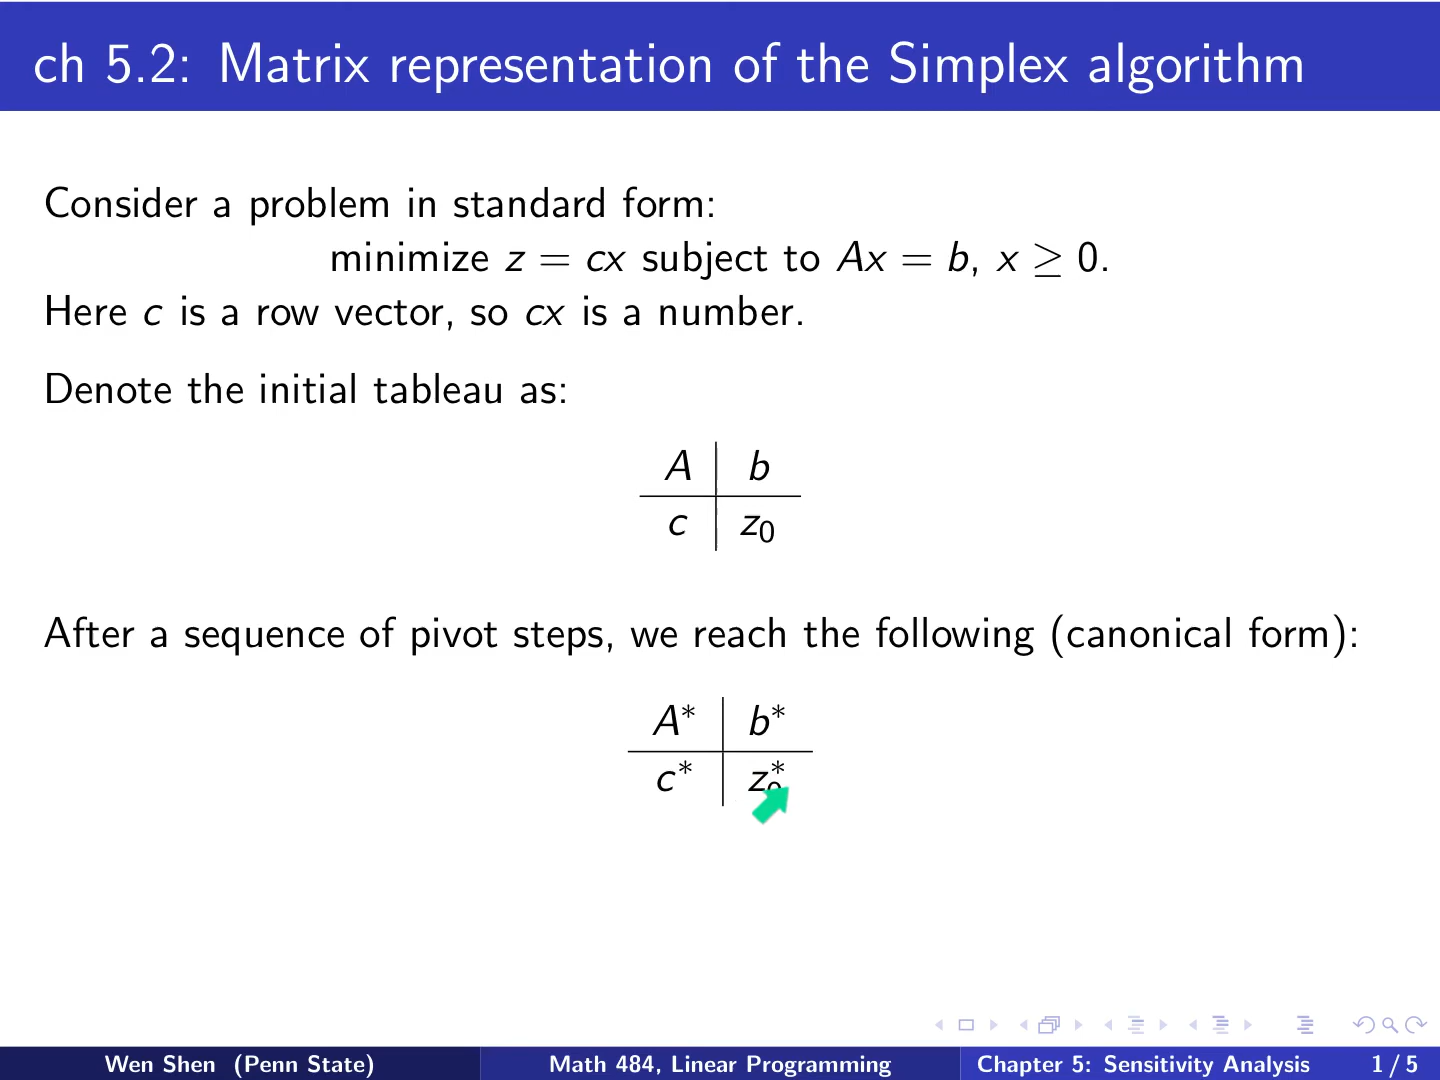 ch 5.2: Matrix representation of the Simplex algorithm
Consider a problem in standard form:
minimize z = cx subject to Ax = b, x ≥ 0.
Here c is a row vector, so cx is a number.
Denote the initial tableau as:
A b
c z₀
After a sequence of pivot steps, we reach the following (canonical form):
A* b*
c* z₀*
Wen Shen (Penn State) Math 484, Linear Programming Chapter 5: Sensitivity Analysis 1 / 5